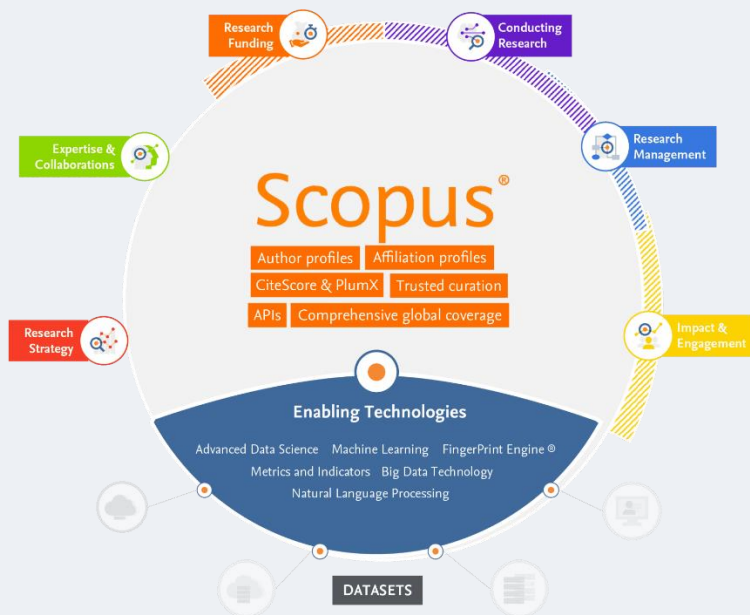 Research
Funding
Conducting
Research
Expertise &
Collaborations
Research
Management
Scopus®
Author profiles Affiliation profiles
CiteScore & PlumX Trusted curation
APIs Comprehensive global coverage
Research
Strategy
Impact &
Engagement
Enabling Technologies
Advanced Data Science Machine Learning FingerPrint Engine ®
Metrics and Indicators Big Data Technology
Natural Language Processing
DATASETS